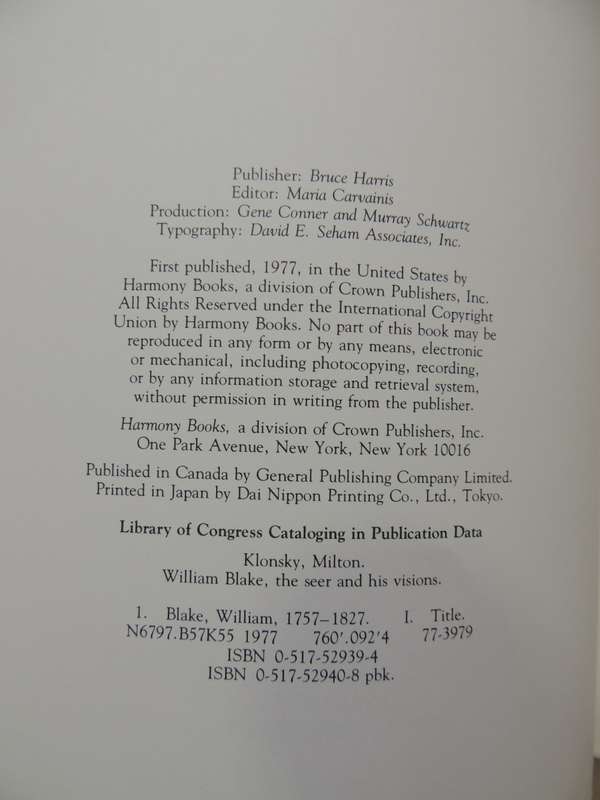 Publisher: Bruce Harris
Editor: Maria Carvainis
Production: Gene Conner and Murray Schwartz
Typography: David E. Seham Associates, Inc.
First published, 1977, in the United States by
Harmony Books, a division of Crown Publishers, Inc.
All Rights Reserved under the International Copyright
Union by Harmony Books. No part of this book may be
reproduced in any form or by any means, electronic
or mechanical, including photocopying, recording,
or by any information storage and retrieval system,
without permission in writing from the publisher.
Harmony Books, a division of Crown Publishers, Inc.
One Park Avenue, New York, New York 10016
Published in Canada by General Publishing Company Limited.
Printed in Japan by Dai Nippon Printing Co., Ltd., Tokyo.
Library of Congress Cataloging in Publication Data
Klonsky, Milton.
William Blake, the seer and his visions.
1. Blake, William, 1757–1827. I. Title.
N6797.B57K55 1977 760'.092'4 77-3979
ISBN 0-517-52939-4
ISBN 0-517-52940-8 pbk.